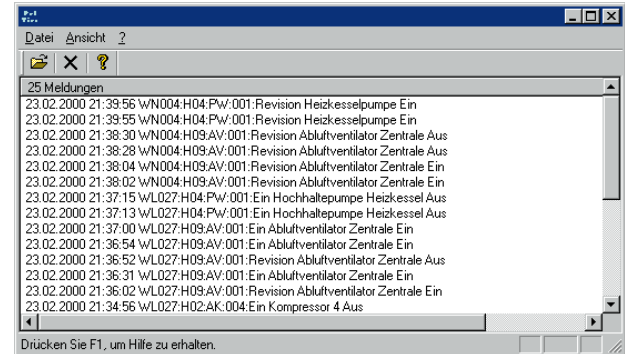 Datei Ansicht ?
25 Meldungen
23.02.2000 21:39:56 WN004:H04:PW:001:Revision Heizkesselpumpe Ein
23.02.2000 21:39:55 WN004:H04:PW:001:Revision Heizkesselpumpe Ein
23.02.2000 21:38:30 WN004:H09:AV:001:Revision Abluftventilator Zentrale Aus
23.02.2000 21:38:28 WN004:H09:AV:001:Revision Abluftventilator Zentrale Aus
23.02.2000 21:38:04 WN004:H09:AV:001:Revision Abluftventilator Zentrale Ein
23.02.2000 21:38:02 WN004:H09:AV:001:Revision Abluftventilator Zentrale Ein
23.02.2000 21:37:15 WL027:H04:PW:001:Ein Hochhaltepumpe Heizkessel Aus
23.02.2000 21:37:13 WL027:H04:PW:001:Ein Hochhaltepumpe Heizkessel Aus
23.02.2000 21:37:00 WL027:H09:AV:001:Ein Abluftventilator Zentrale Ein
23.02.2000 21:36:54 WL027:H09:AV:001:Ein Abluftventilator Zentrale Ein
23.02.2000 21:36:52 WL027:H09:AV:001:Revision Abluftventilator Zentrale Aus
23.02.2000 21:36:31 WL027:H09:AV:001:Ein Abluftventilator Zentrale Ein
23.02.2000 21:36:02 WL027:H09:AV:001:Revision Abluftventilator Zentrale Ein
23.02.2000 21:34:56 WL027:H02:AK:004:Ein Kompressor 4 Aus
Drücken Sie F1, um Hilfe zu erhalten.